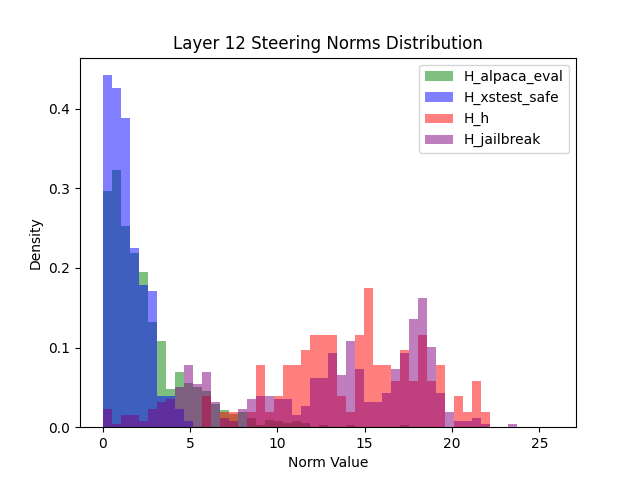 Layer 12 Steering Norms Distribution
H_alpaca_eval
H_xstest_safe
H_h
H_jailbreak
Density
0.4
0.3
0.2
0.1
0.0
0 5 10 15 20 25
Norm Value